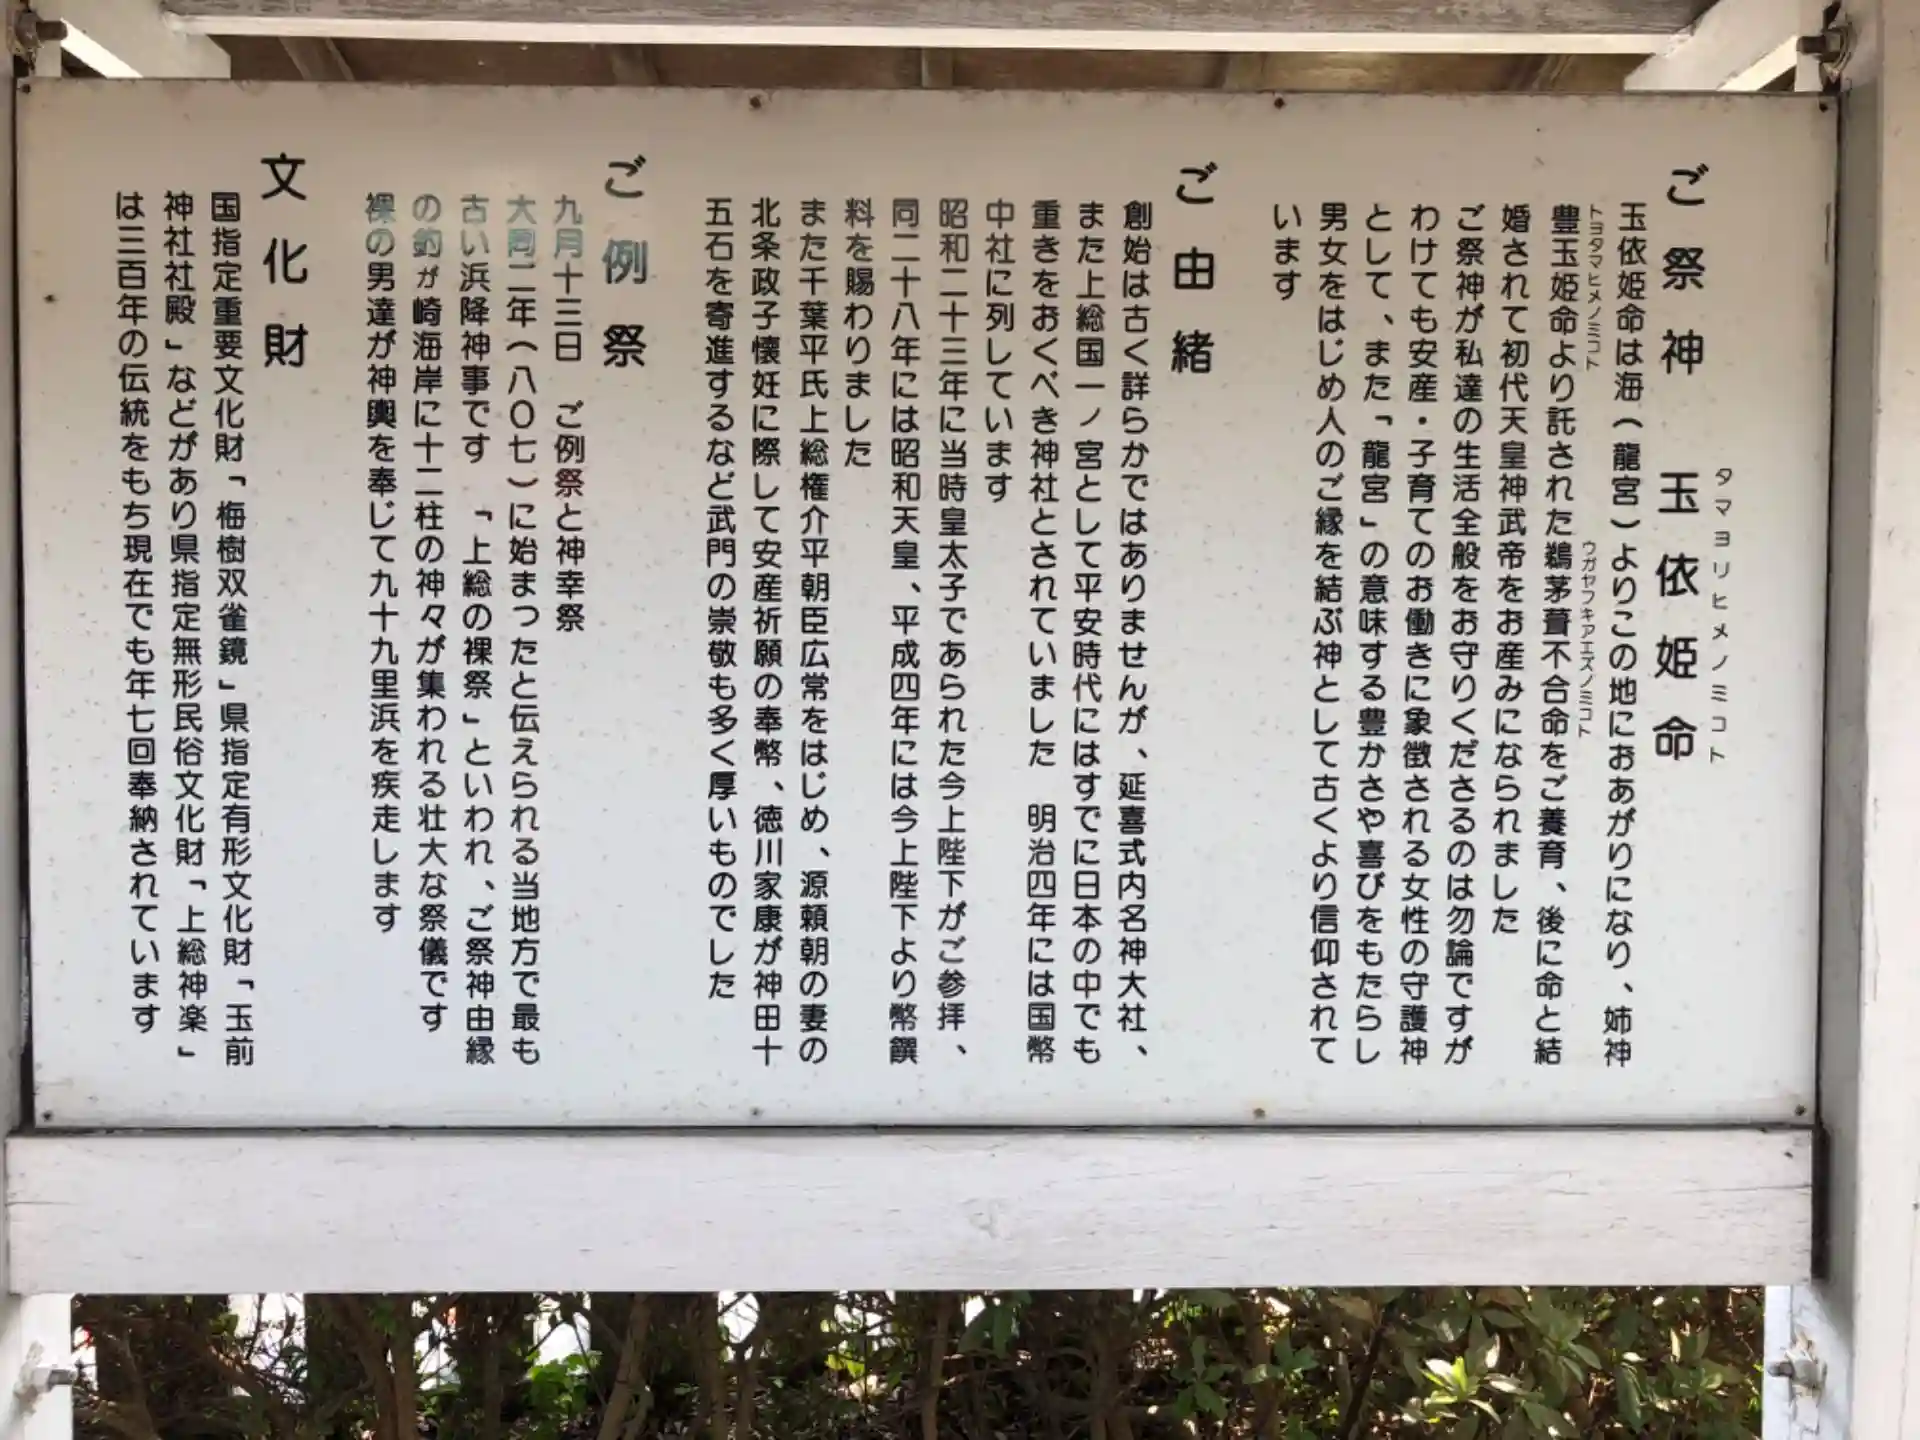 ご祭神　玉依姫命
タマヨリヒメノミコト
玉依姫命は海(龍宮)よりこの地におあがりになり、姉神
豊玉姫命より託された鵜茅葺不合命をご養育、後に命と結
トヨタマヒメノミコト
ウガヤフキアエズノミコト
婚されて初代天皇神武帝をお産みになられました
ご祭神が私達の生活全般をお守りくださるのは勿論ですが
わけても安産・子育てのお働きに象徴される女性の守護神
として、また「龍宮」の意味する豊かさや喜びをもたらし
男女をはじめ人のご縁を結ぶ神として古くより信仰されて
います
ご由緒
創始は古く詳らかではありませんが、延喜式内名神大社、
また上総国一ノ宮として平安時代にはすでに日本の中でも
重きをおくべき神社とされていました　明治四年には国幣
中社に列しています
昭和二十三年に当時皇太子であられた今上陛下がご参拝、
同二十八年には昭和天皇、平成四年には今上陛下より幣饌
料を賜わりました
また千葉平氏上総権介平朝臣広常をはじめ、源頼朝の妻の
北条政子懐妊に際して安産祈願の奉幣、徳川家康が神田十
五石を寄進するなど武門の崇敬も多く厚いものでした
ご例祭
九月十三日　ご例祭と神幸祭
大同二年(八〇七)に始まったと伝えられる当地方で最も
古い浜降神事です　「上総の裸祭」といわれ、ご祭神由縁
の釣が崎海岸に十二柱の神々が集われる壮大な祭儀です
裸の男達が神輿を奉じて九十九里浜を疾走します
文化財
国指定重要文化財「梅樹双雀鏡」県指定有形文化財「玉前
神社社殿」などがあり県指定無形民俗文化財「上総神楽」
は三百年の伝統をもち現在でも年七回奉納されています